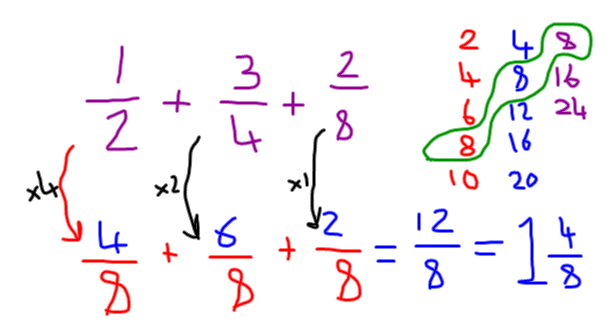 1/2 + 3/4 + 2/8
x4 x2 x1
4/8 + 6/8 + 2/8 = 12/8 = 1 4/8
2 4 8
4 8 16
6 12 24
8 16
10 20